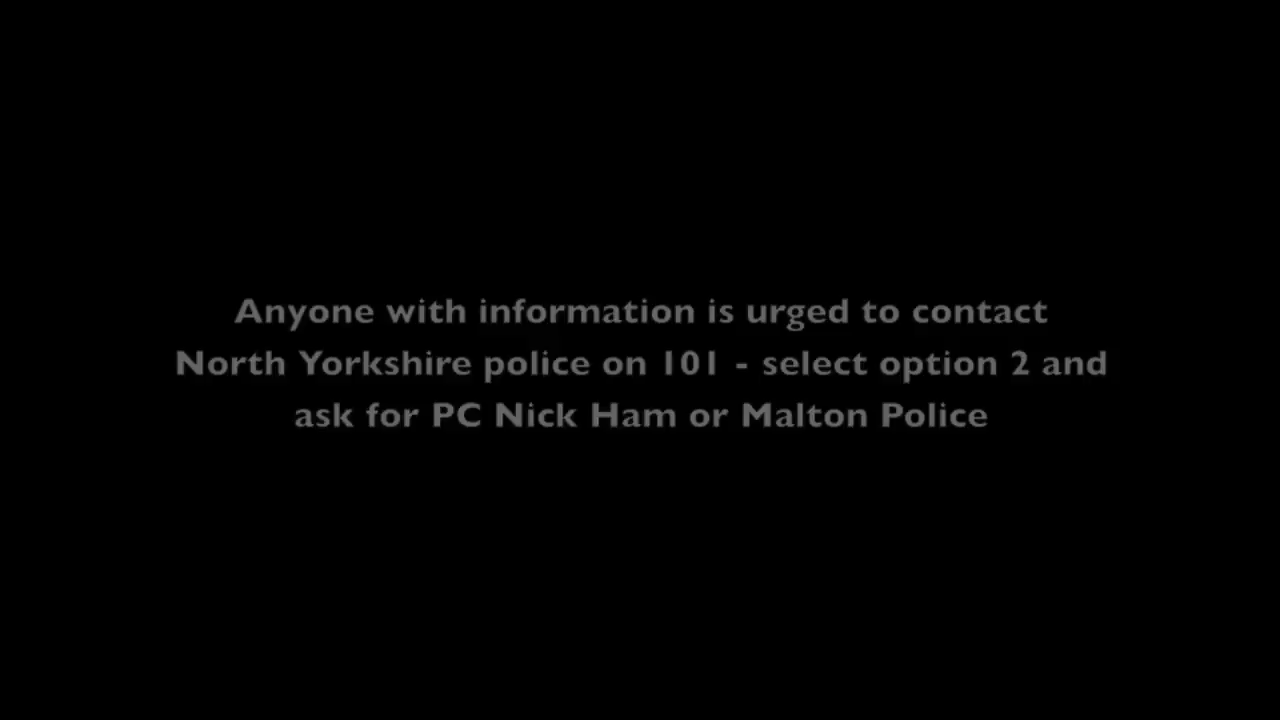 Anyone with information is urged to contact
North Yorkshire police on 101 - select option 2 and
ask for PC Nick Ham or Malton Police